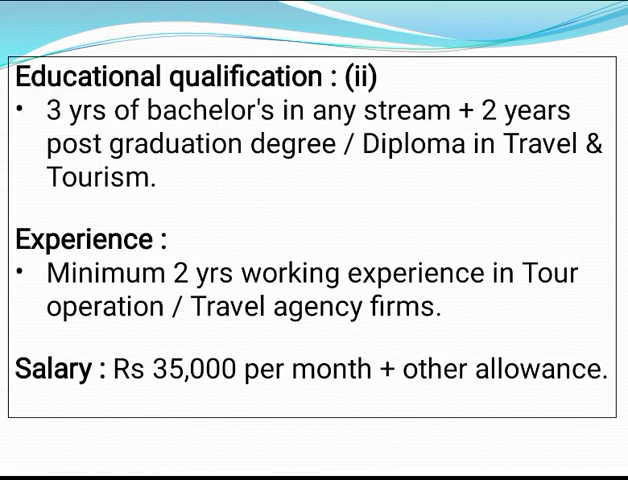 Educational qualification : (ii)
• 3 yrs of bachelor's in any stream + 2 years
post graduation degree / Diploma in Travel &
Tourism.
Experience :
• Minimum 2 yrs working experience in Tour
operation / Travel agency firms.
Salary : Rs 35,000 per month + other allowance.